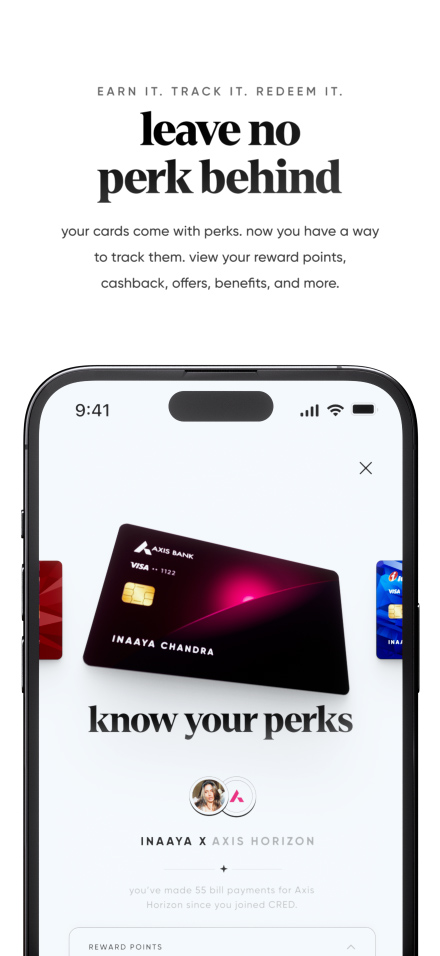 EARN IT. TRACK IT. REDEEM IT.
leave no
perk behind
your cards come with perks. now you have a way
to track them. view your reward points,
cashback, offers, benefits, and more.
9:41
AXIS BANK
VISA •• 1122
VISA
INAAYA CHANDRA
know your perks
INAAYA X AXIS HORIZON
you've made 55 bill payments for Axis
Horizon since you joined CRED.
REWARD POINTS